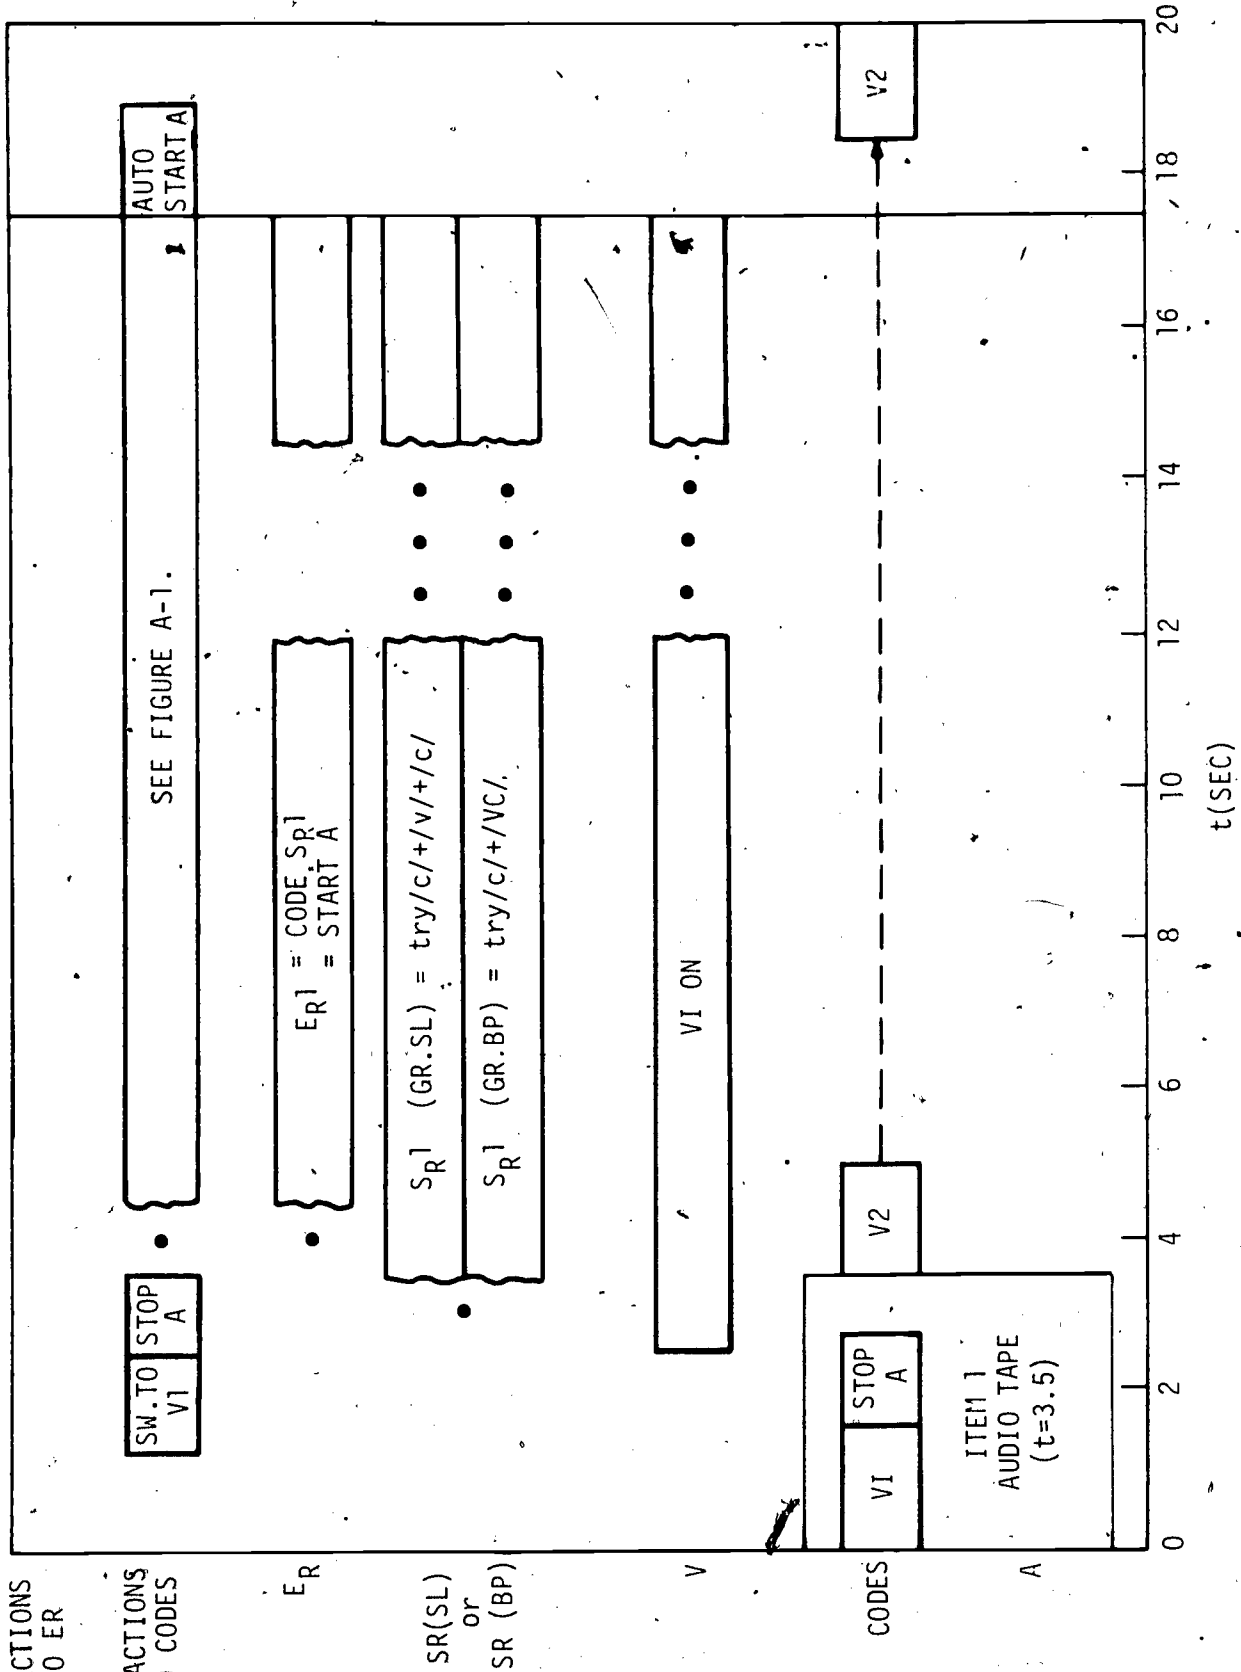 CTIONS
O ER
ACTIONS
CODES
SW.TO
V1
STOP
A
SEE FIGURE A-1.
AUTO
START A
E_R
E_R1 = CODE S_R1
= START A
SR(SL)
or
SR (BP)
S_R1 (GR.SL) = try/c/+/v/+/c/
S_R1 (GR.BP) = try/c/+/VC/
V
VI ON
CODES
VI
STOP
A
V2
V2
A
ITEM 1
AUDIO TAPE
(t=3.5)
0 2 4 6 8 10 12 14 16 18 20
t(SEC)